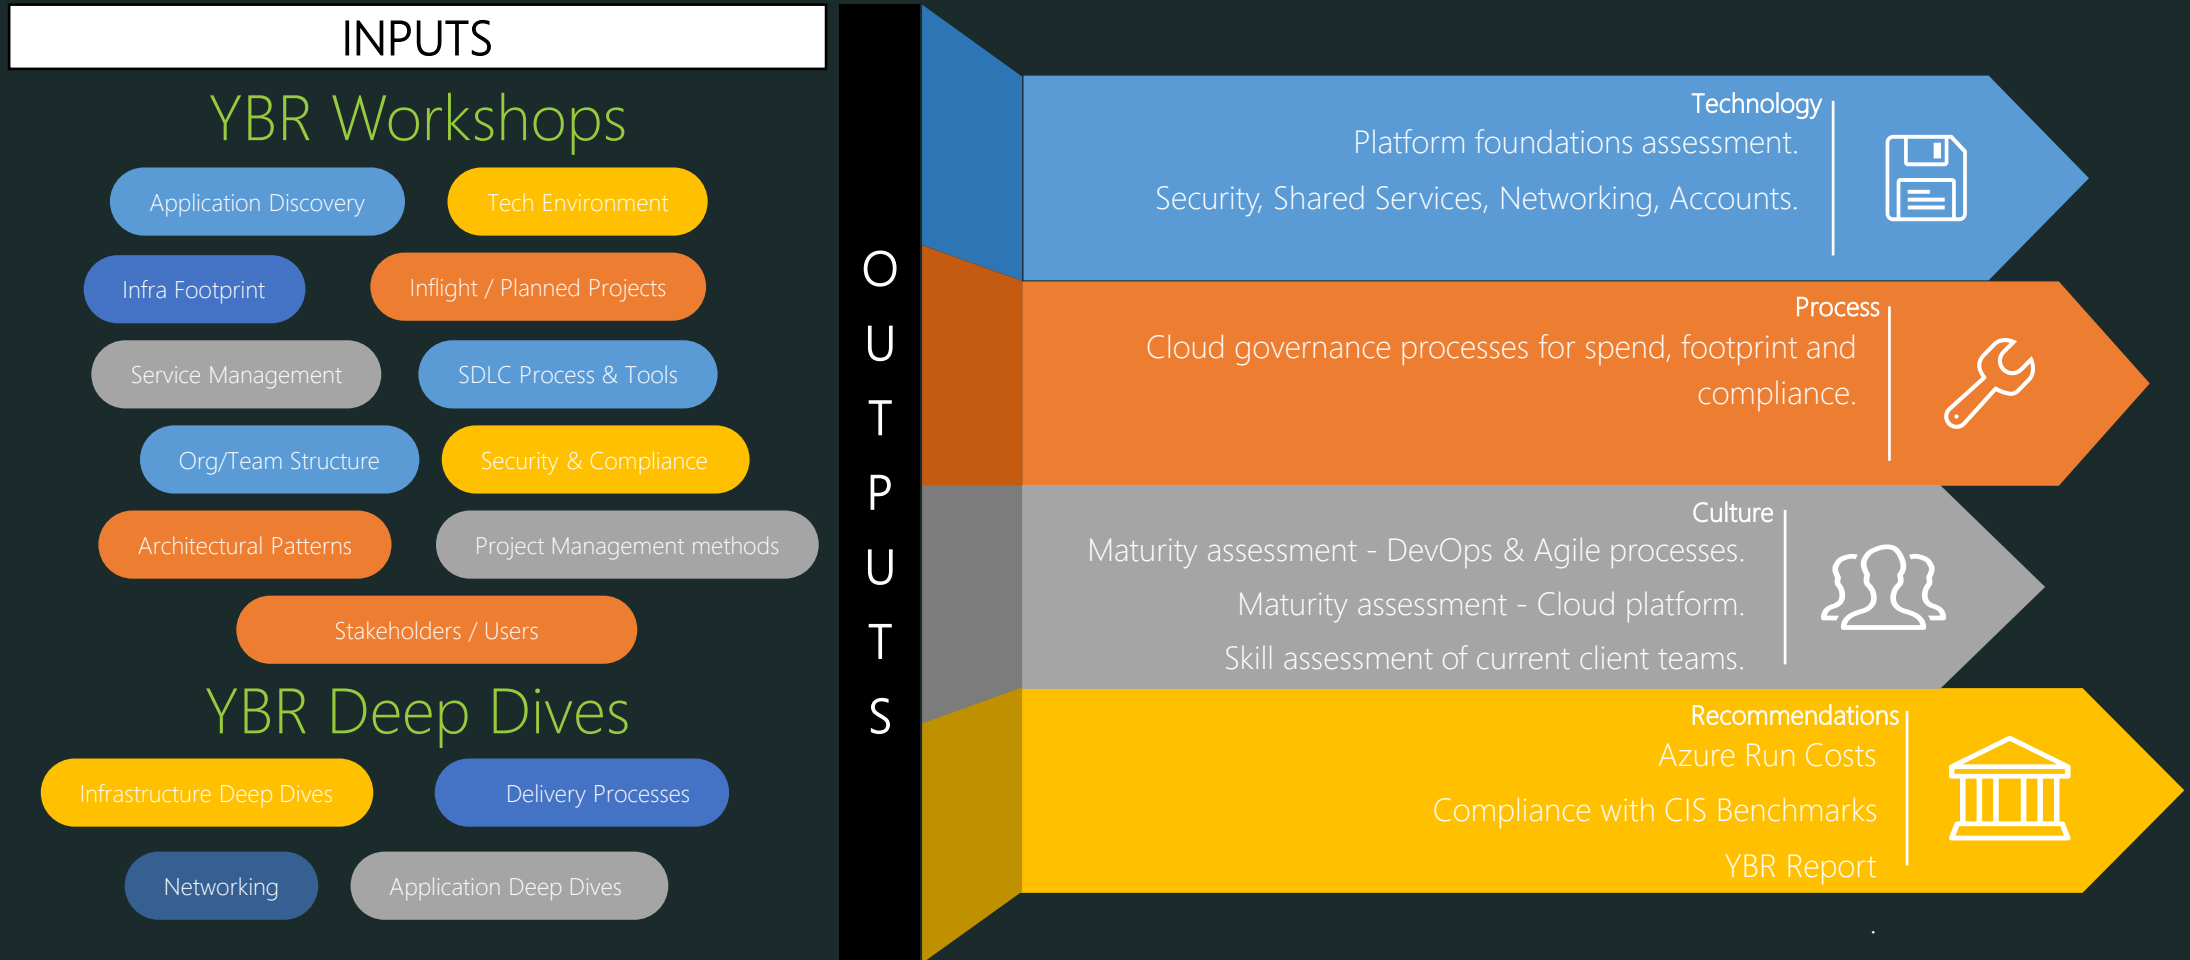 INPUTS
YBR Workshops
Application Discovery
Tech Environment
Infra Footprint
Inflight / Planned Projects
Service Management
SDLC Process & Tools
Org/Team Structure
Security & Compliance
Architectural Patterns
Project Management methods
Stakeholders / Users
YBR Deep Dives
Infrastructure Deep Dives
Delivery Processes
Networking
Application Deep Dives
OUTPUTS
Technology
Platform foundations assessment.
Security, Shared Services, Networking, Accounts.
Process
Cloud governance processes for spend, footprint and
compliance.
Culture
Maturity assessment - DevOps & Agile processes.
Maturity assessment - Cloud platform.
Skill assessment of current client teams.
Recommendations
Azure Run Costs
Compliance with CIS Benchmarks
YBR Report
.